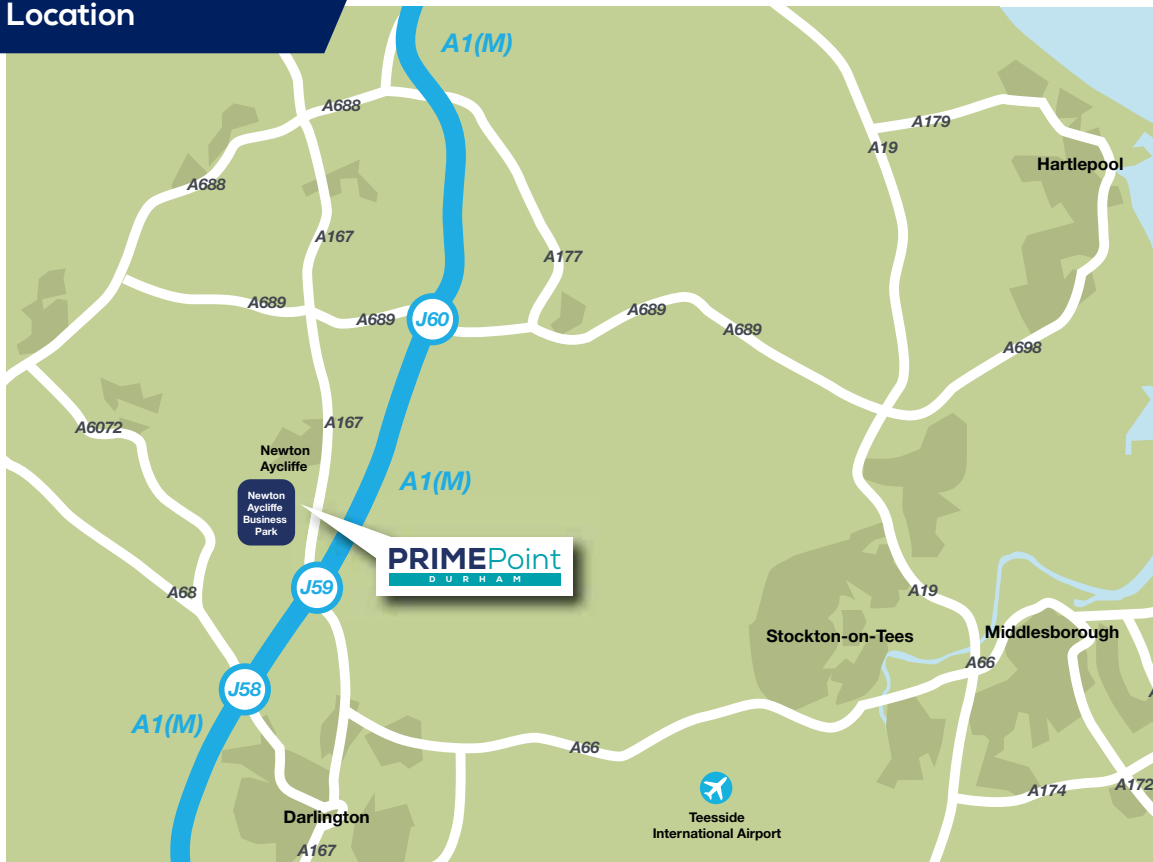 Location
A1(M)
A688
A179
A19
Hartlepool
A688
A167
A177
A689
A689
J60
A689
A689
A698
A6072
A167
Newton
Aycliffe
A1(M)
Newton
Aycliffe
Business
Park
PRIMEPoint
DURHAM
J59
A68
A19
Stockton-on-Tees
Middlesborough
A66
J58
A1(M)
A66
A174
A172
Darlington
Teesside
International Airport
A167